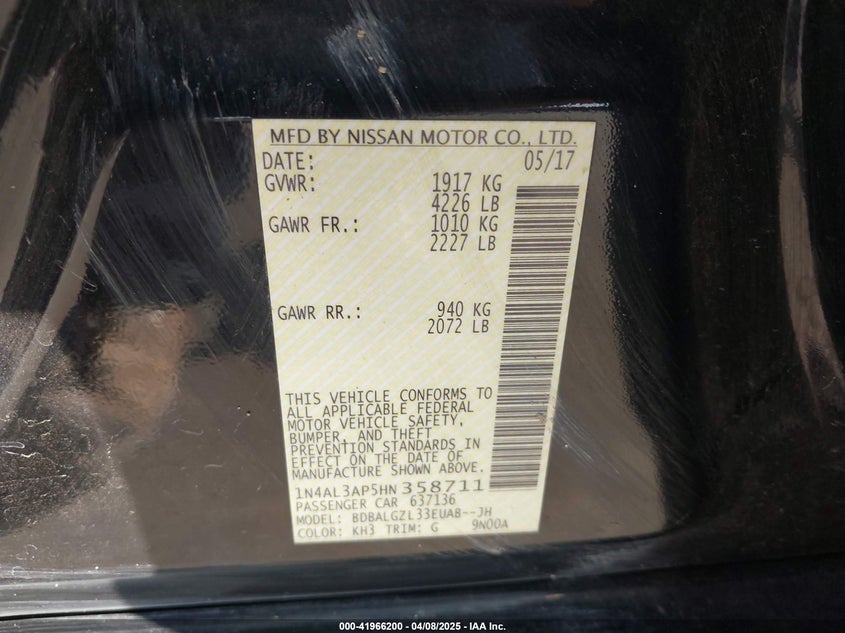 MFD BY NISSAN MOTOR CO., LTD.
DATE: 05/17
GVWR: 1917 KG
4226 LB
GAWR FR.: 1010 KG
2227 LB
GAWR RR.: 940 KG
2072 LB
THIS VEHICLE CONFORMS TO
ALL APPLICABLE FEDERAL
MOTOR VEHICLE SAFETY,
BUMPER, AND THEFT
PREVENTION STANDARDS IN
EFFECT ON THE DATE OF
MANUFACTURE SHOWN ABOVE.
1N4AL3AP5HN358711
PASSENGER CAR 637136
MODEL: BDBALGZL33EUAB--JH
COLOR: KH3 TRIM: G 9N00A
000-41966200 - 04/08/2025 - IAA Inc.